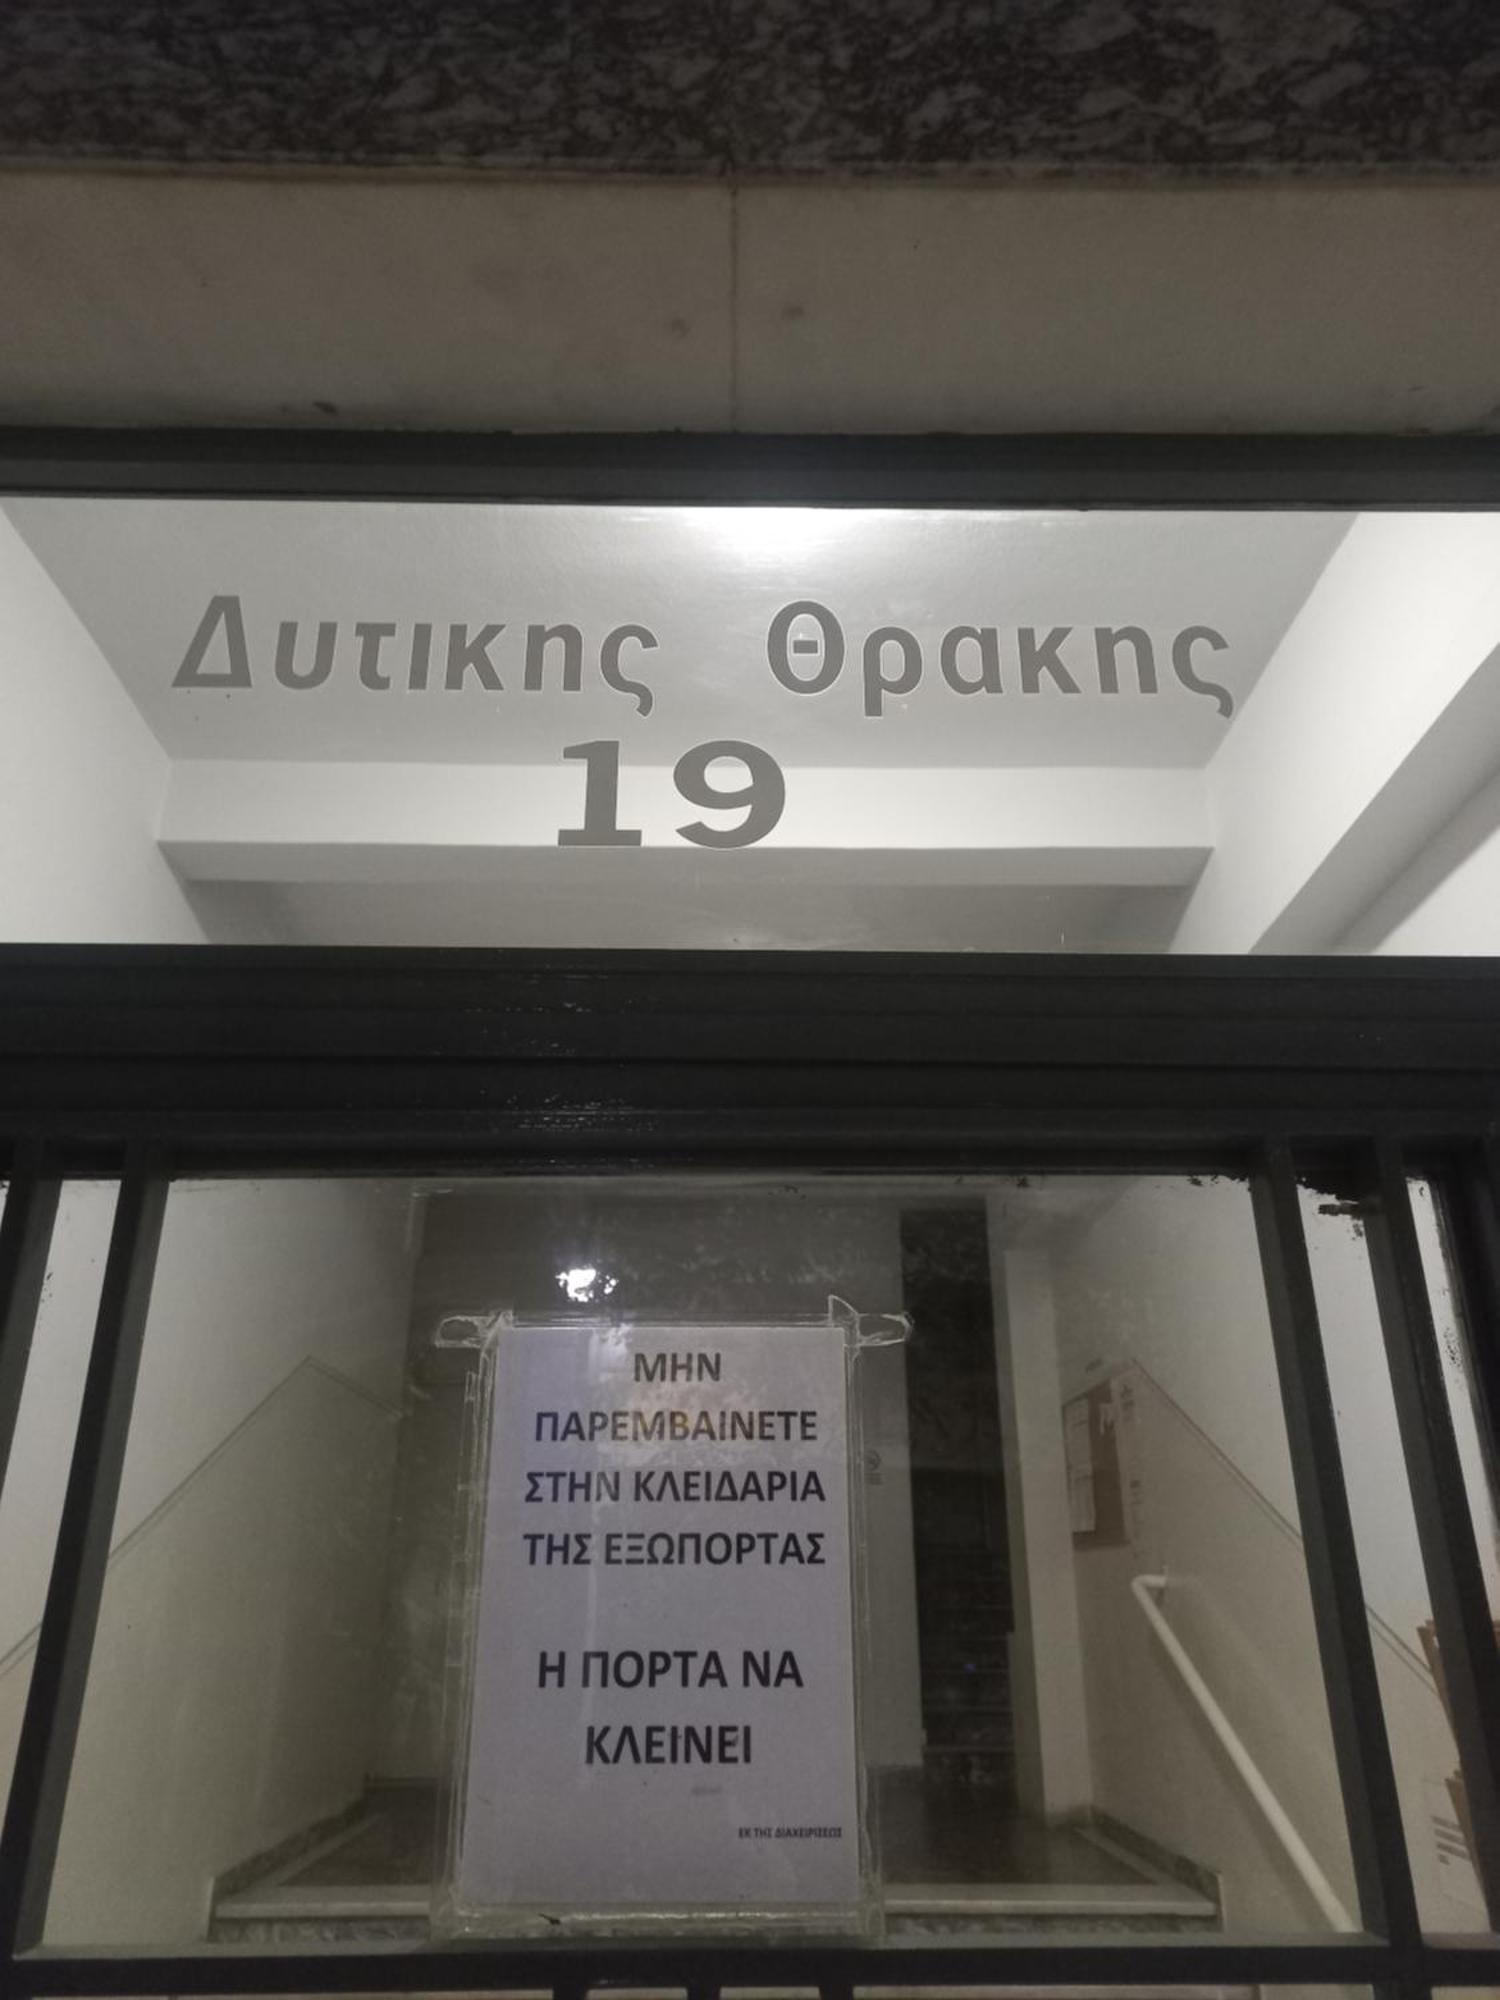 Δυτικης Θρακης
19
ΜΗΝ
ΠΑΡΕΜΒΑΙΝΕΤΕ
ΣΤΗΝ ΚΛΕΙΔΑΡΙΑ
ΤΗΣ ΕΞΩΠΟΡΤΑΣ
Η ΠΟΡΤΑ ΝΑ
ΚΛΕΙΝΕΙ
ΕΚ ΤΗΣ ΔΙΑΧΕΙΡΙΣΕΩΣ